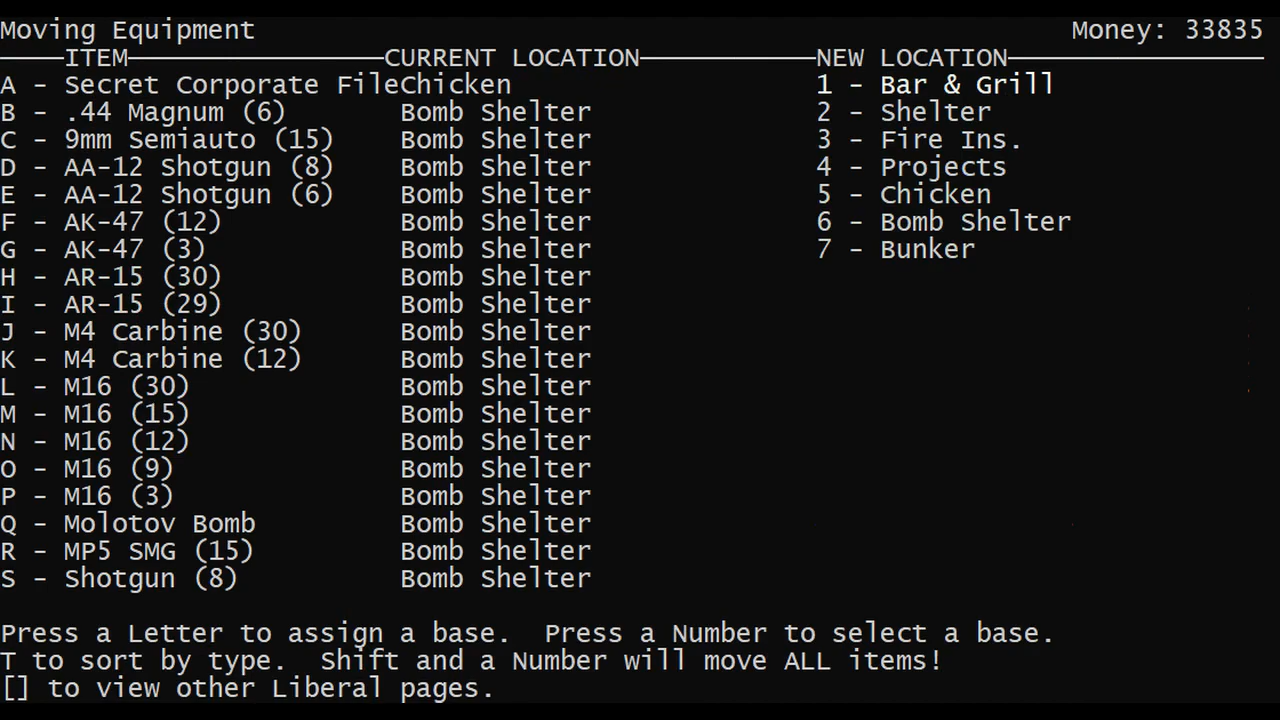 Moving Equipment Money: 33835
————ITEM————————————————CURRENT LOCATION———————————NEW LOCATION————————————————
A – Secret Corporate FileChicken 1 – Bar & Grill
B – .44 Magnum (6) Bomb Shelter 2 – Shelter
C – 9mm Semiauto (15) Bomb Shelter 3 – Fire Ins.
D – AA-12 Shotgun (8) Bomb Shelter 4 – Projects
E – AA-12 Shotgun (6) Bomb Shelter 5 – Chicken
F – AK-47 (12) Bomb Shelter 6 – Bomb Shelter
G – AK-47 (3) Bomb Shelter 7 – Bunker
H – AR-15 (30) Bomb Shelter
I – AR-15 (29) Bomb Shelter
J – M4 Carbine (30) Bomb Shelter
K – M4 Carbine (12) Bomb Shelter
L – M16 (30) Bomb Shelter
M – M16 (15) Bomb Shelter
N – M16 (12) Bomb Shelter
O – M16 (9) Bomb Shelter
P – M16 (3) Bomb Shelter
Q – Molotov Bomb Bomb Shelter
R – MP5 SMG (15) Bomb Shelter
S – Shotgun (8) Bomb Shelter
Press a Letter to assign a base. Press a Number to select a base.
T to sort by type. Shift and a Number will move ALL items!
[] to view other Liberal pages.